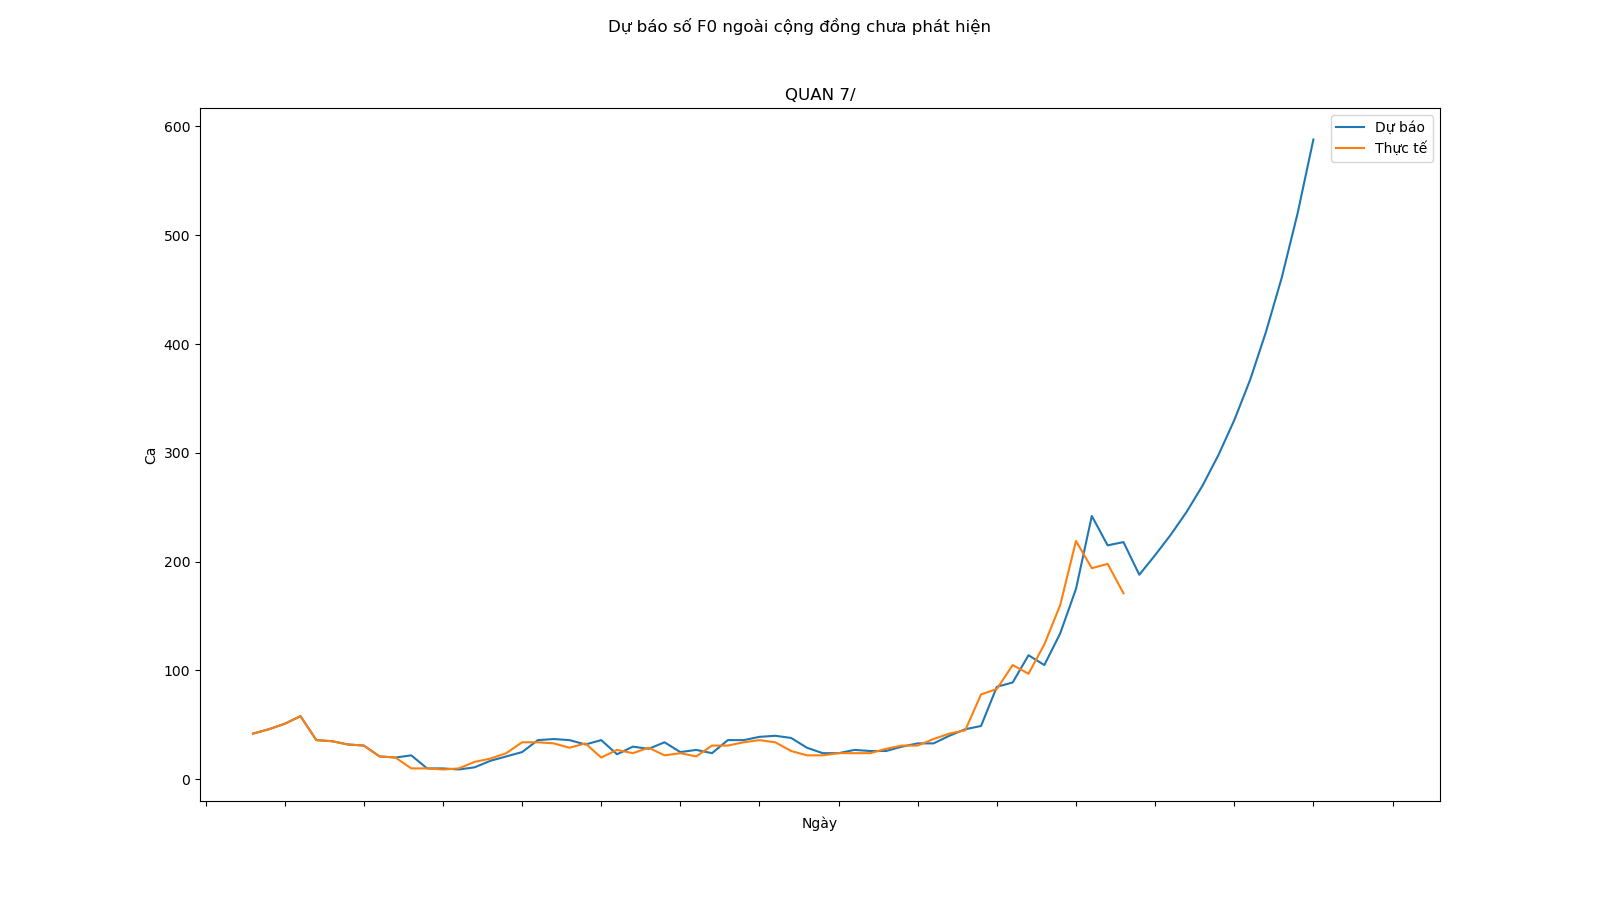 Dự báo số F0 ngoài cộng đồng chưa phát hiện
QUAN 7/
Dự báo
Thực tế
600
500
400
300
200
100
0
Ca
Ngày